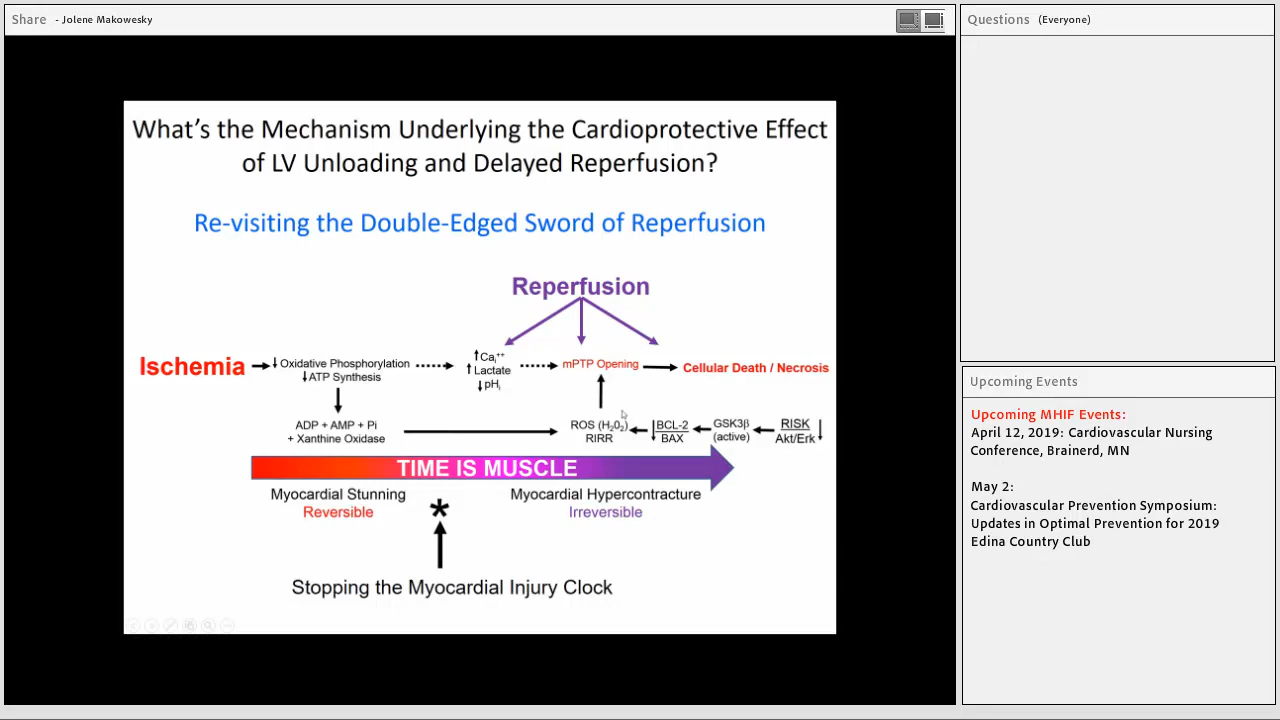 Share - Jolene Makowesky
What's the Mechanism Underlying the Cardioprotective Effect
of LV Unloading and Delayed Reperfusion?
Re-visiting the Double-Edged Sword of Reperfusion
Reperfusion
Ischemia
↓ Oxidative Phosphorylation
↓ATP Synthesis
↑Cai++
↑ Lactate
↓pHi
mPTP Opening
Cellular Death / Necrosis
ADP + AMP + Pi
+ Xanthine Oxidase
ROS (H202)
RIRR
↓BCL-2
BAX
GSK3β
(active)
RISK
Akt/Erk ↓
TIME IS MUSCLE
Myocardial Stunning
Reversible
*
Myocardial Hypercontracture
Irreversible
Stopping the Myocardial Injury Clock
Questions (Everyone)
Upcoming Events
Upcoming MHIF Events:
April 12, 2019: Cardiovascular Nursing
Conference, Brainerd, MN
May 2:
Cardiovascular Prevention Symposium:
Updates in Optimal Prevention for 2019
Edina Country Club